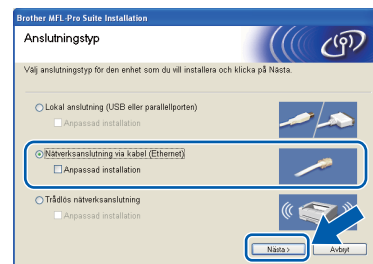 Brother MFL-Pro Suite Installation
Anslutningstyp
Välj anslutningstyp för den enhet som du vill installera och klicka på Nästa.
Lokal anslutning (USB eller parallellporten)
Anpassad installation
Nätverksanslutning via kabel (Ethernet)
Anpassad installation
Trådlös nätverksanslutning
Anpassad installation
Nästa > Avbryt